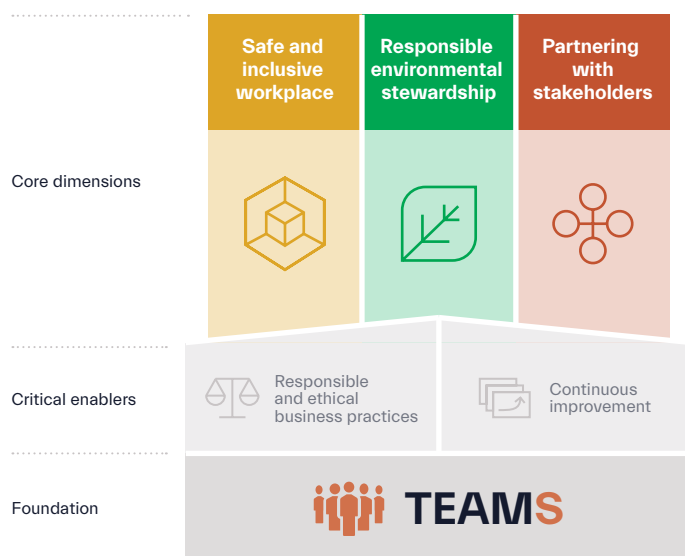 Safe and
inclusive
workplace
Responsible
environmental
stewardship
Partnering
with
stakeholders
Core dimensions
Critical enablers
Responsible
and ethical
business practices
Continuous
improvement
Foundation
TEAMS